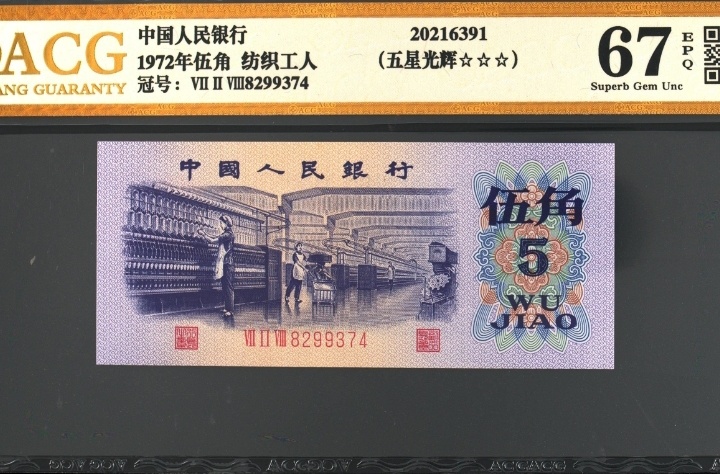 ACG
ANG GUARANTY
中国人民银行
1972年伍角 纺织工人
冠号：Ⅶ Ⅱ Ⅷ8299374
20216391
(五星光辉☆☆☆)
67
EPQ
Superb Gem Unc
中國人民銀行
伍角
5
WU
JIAO
Ⅶ Ⅱ Ⅷ 8299374